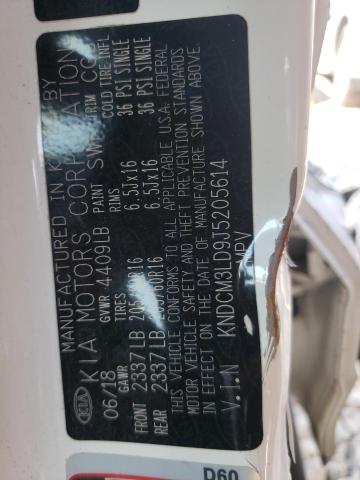 MANUFACTURED IN BY
KIA MOTORS CORPORATION
KIA
06/18 GVWR 4409LB PAINT SWP TRIM
GAWR TIRES RIMS COLD TIRE INFL
FRONT 2337 LB 6.5JX16 36 PSI SINGLE
REAR 2337 LB 6.5JX16 36 PSI SINGLE
THIS VEHICLE CONFORMS TO ALL APPLICABLE U.S.A. FEDERAL
MOTOR VEHICLE SAFETY AND THEFT PREVENTION STANDARDS
IN EFFECT ON THE DATE OF MANUFACTURE SHOWN ABOVE.
V.I.N KNDCM3LD9J5205614
MPV
D60